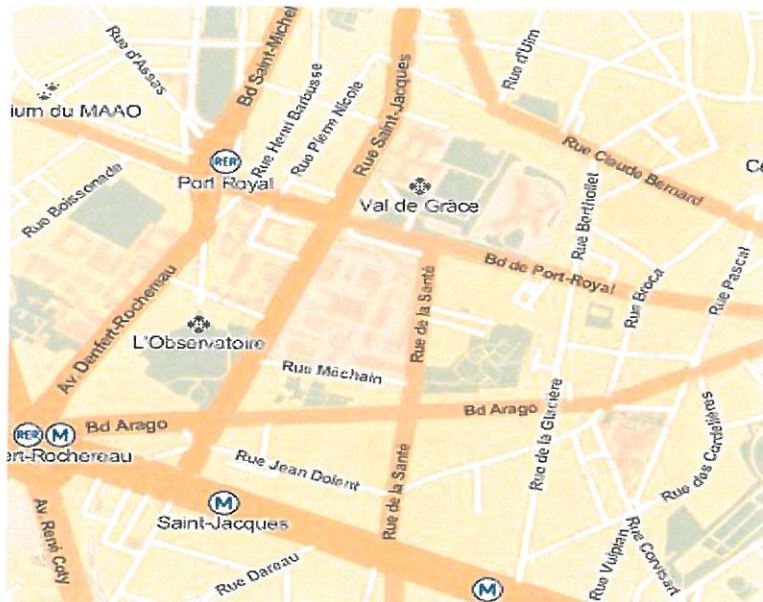 Rue d'Assas
Bd Saint-Michel
Rue d'Ulm
ium du MAAO
Rue Henri Barbusse
Rue Pierre Nicole
Rue Saint-Jacques
RER
Port Royal
Rue Claude Bernard
Ce
Rue Boissonade
Val de Grâce
Rue Berthollet
Bd de Port-Royal
Rue Broca
Rue Pascal
Av. Denfert-Rochereau
Rue de la Santé
L'Observatoire
Rue Méchain
Bd Arago
Bd Arago
Rue de la Glacière
RER
M
ert-Rochereau
Rue Jean Dolent
Rue de la Santé
Rue des Cordelières
M
Saint-Jacques
Av. René Coty
Rue Dareau
Rue Vulpian
Rue Corvisart
M